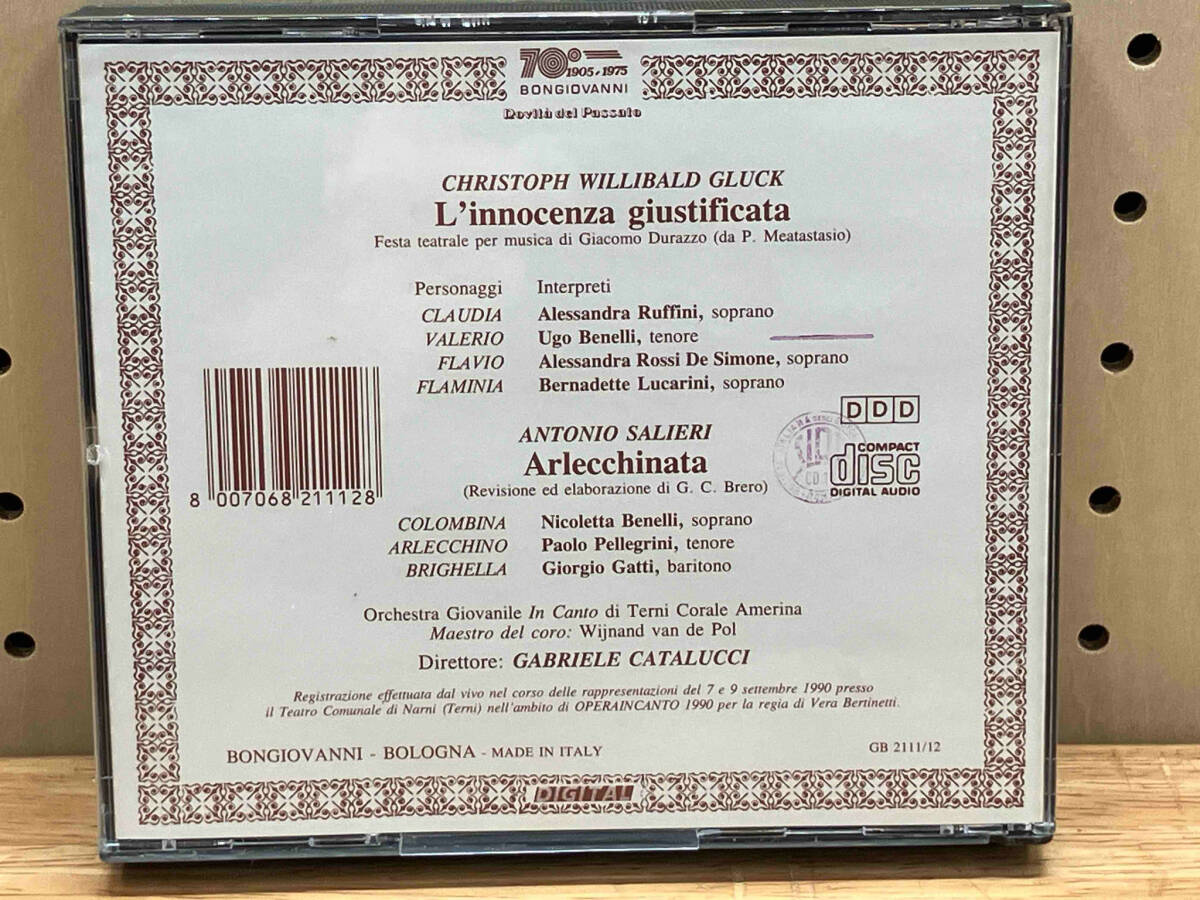 70°
1905-1975
BONGIOVANNI
Novità del Passato
CHRISTOPH WILLIBALD GLUCK
L'innocenza giustificata
Festa teatrale per musica di Giacomo Durazzo (da P. Meatastasio)
Personaggi Interpreti
CLAUDIA Alessandra Ruffini, soprano
VALERIO Ugo Benelli, tenore
FLAVIO Alessandra Rossi De Simone, soprano
FLAMINIA Bernadette Lucarini, soprano
DDD
COMPACT
disc
DIGITAL AUDIO
CD
8 007068 211128
ANTONIO SALIERI
Arlecchinata
(Revisione ed elaborazione di G. C. Brero)
COLOMBINA Nicoletta Benelli, soprano
ARLECCHINO Paolo Pellegrini, tenore
BRIGHELLA Giorgio Gatti, baritono
Orchestra Giovanile In Canto di Terni Corale Amerina
Maestro del coro: Wijnand van de Pol
Direttore: GABRIELE CATALUCCI
Registrazione effettuata dal vivo nel corso delle rappresentazioni del 7 e 9 settembre 1990 presso
il Teatro Comunale di Narni (Terni) nell'ambito di OPERAINCANTO 1990 per la regia di Vera Bertinetti.
BONGIOVANNI - BOLOGNA - MADE IN ITALY GB 2111/12
DIGITAL